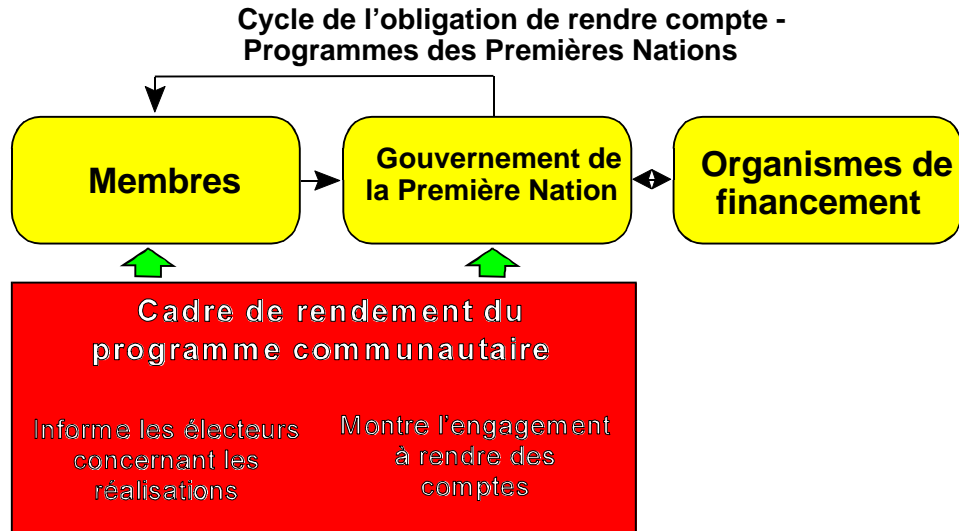 Cycle de l'obligation de rendre compte -
Programmes des Premières Nations
Membres
Gouvernement de
la Première Nation
Organismes de
financement
Cadre de rendement du
programme communautaire
Informe les électeurs
concernant les
réalisations
Montre l'engagement
à rendre des
comptes